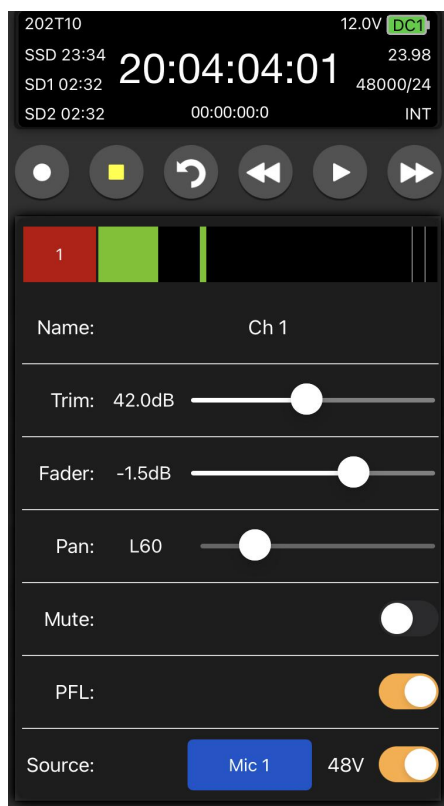 202T10 12.0V DC1
SSD 23:34 20:04:04:01 23.98
SD1 02:32 48000/24
SD2 02:32 00:00:00:0 INT
1
Name: Ch 1
Trim: 42.0dB
Fader: -1.5dB
Pan: L60
Mute:
PFL:
Source: Mic 1 48V